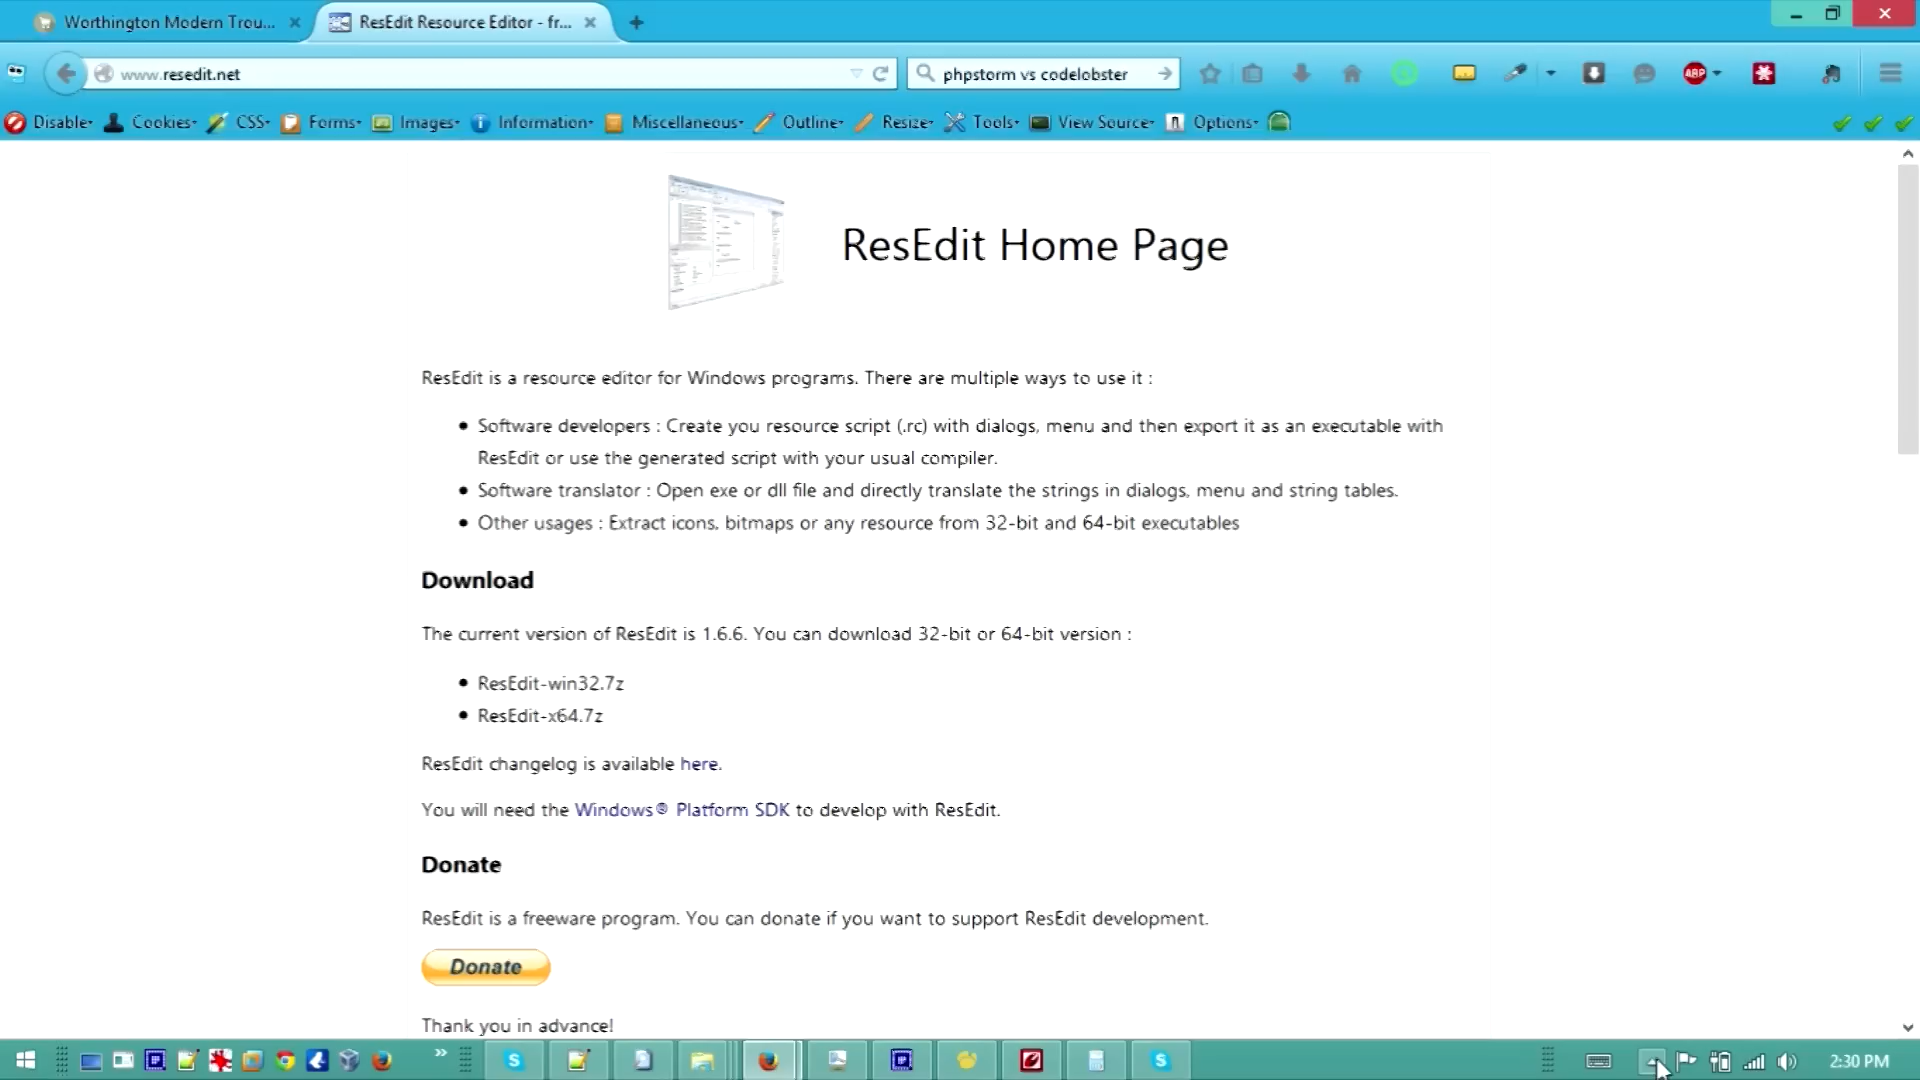 Worthington Modern Trou...
ResEdit Resource Editor - fr...
www.resedit.net
phpstorm vs codelobster
ABP
Disable
Cookies
CSS
Forms
Images
Information
Miscellaneous
Outline
Resize
Tools
View Source
Options
ResEdit Home Page
ResEdit is a resource editor for Windows programs. There are multiple ways to use it :
Software developers : Create you resource script (.rc) with dialogs, menu and then export it as an executable with
ResEdit or use the generated script with your usual compiler.
Software translator : Open exe or dll file and directly translate the strings in dialogs, menu and string tables.
Other usages : Extract icons, bitmaps or any resource from 32-bit and 64-bit executables
Download
The current version of ResEdit is 1.6.6. You can download 32-bit or 64-bit version :
ResEdit-win32.7z
ResEdit-x64.7z
ResEdit changelog is available here.
You will need the Windows® Platform SDK to develop with ResEdit.
Donate
ResEdit is a freeware program. You can donate if you want to support ResEdit development.
Donate
Thank you in advance!
2:30 PM